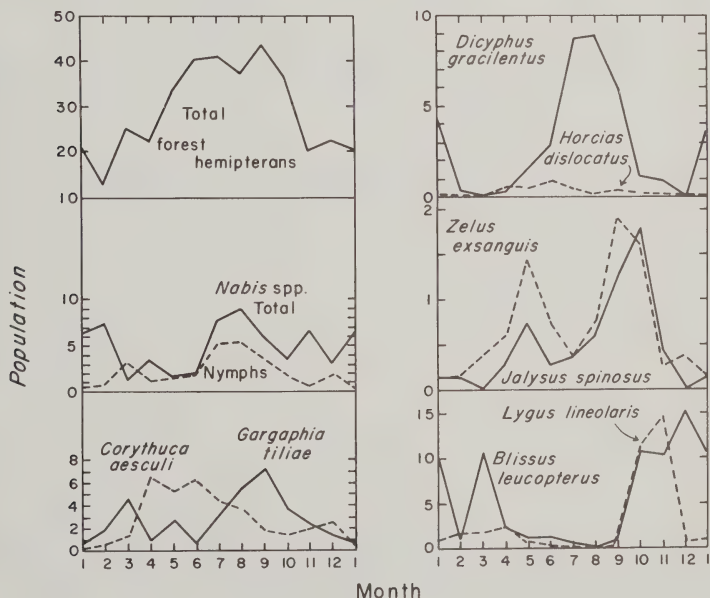 Population
50
40
30
20
10
Total
forest
hemipterans
10
5
0
Nabis spp.
Total
Nymphs
8
6
4
2
0
Corythuca
aesculi
Gargaphia
tiliae
1 2 3 4 5 6 7 8 9 10 11 12 1
10
5
0
Dicyphus
gracilentus
Horcias
dislocatus
2
1
0
Zelus
exsanguis
Jalysus spinosus
15
10
5
0
Lygus lineolaris
Blissus
leucopterus
1 2 3 4 5 6 7 8 9 10 11 12 1
Month